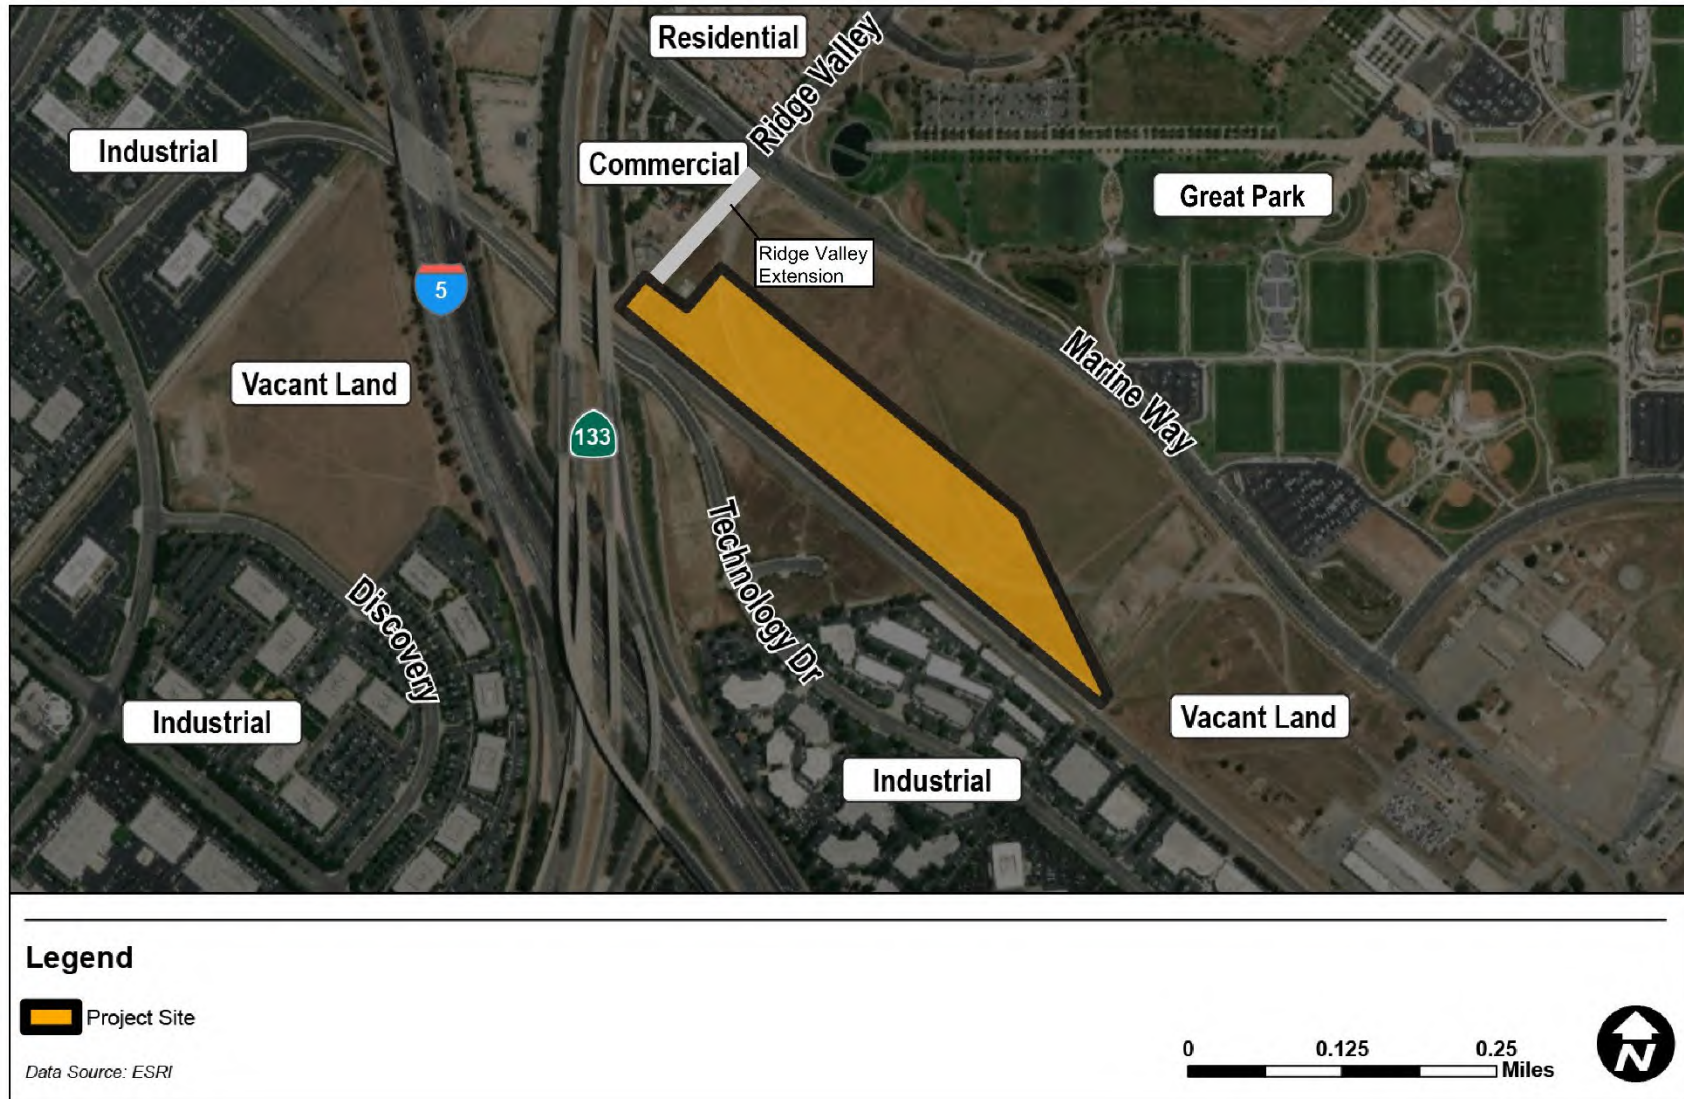 Residential
Ridge Valley
Industrial
Commercial
Great Park
Ridge Valley
Extension
5
Vacant Land
Marine Way
133
Technology Dr
Discovery
Industrial
Vacant Land
Industrial
Legend
Project Site
Data Source: ESRI
0 0.125 0.25
Miles
N